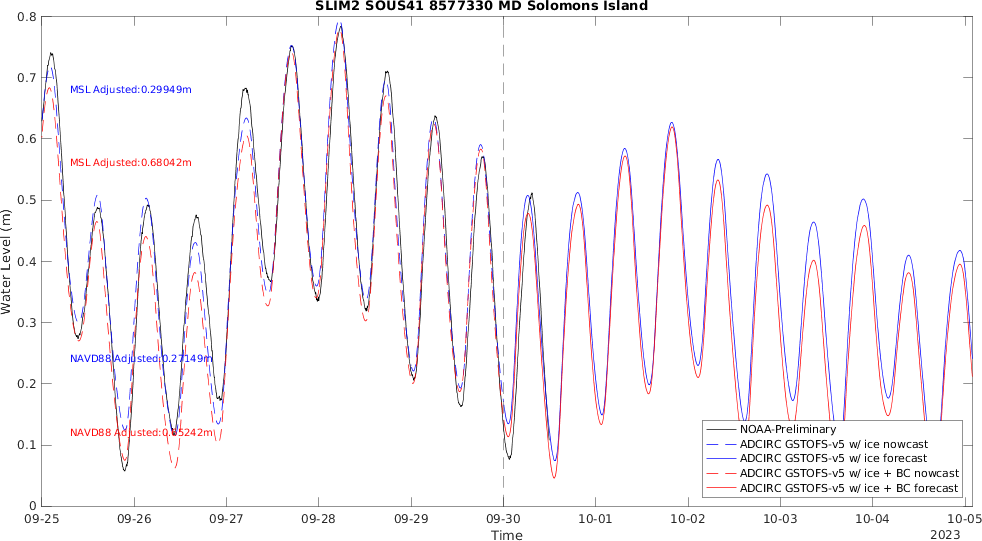 SLIM2 SOUS41 8577330 MD Solomons Island
0.8
0.7
0.6
0.5
0.4
0.3
0.2
0.1
0
Water Level (m)
MSL Adjusted:0.29949m
MSL Adjusted:0.68042m
NAVD88 Adjusted:0.27149m
NAVD88 Adjusted:0.65242m
NOAA-Preliminary
ADCIRC GSTOFS-v5 w/ ice nowcast
ADCIRC GSTOFS-v5 w/ ice forecast
ADCIRC GSTOFS-v5 w/ ice + BC nowcast
ADCIRC GSTOFS-v5 w/ ice + BC forecast
09-25 09-26 09-27 09-28 09-29 09-30 10-01 10-02 10-03 10-04 10-05
Time
2023